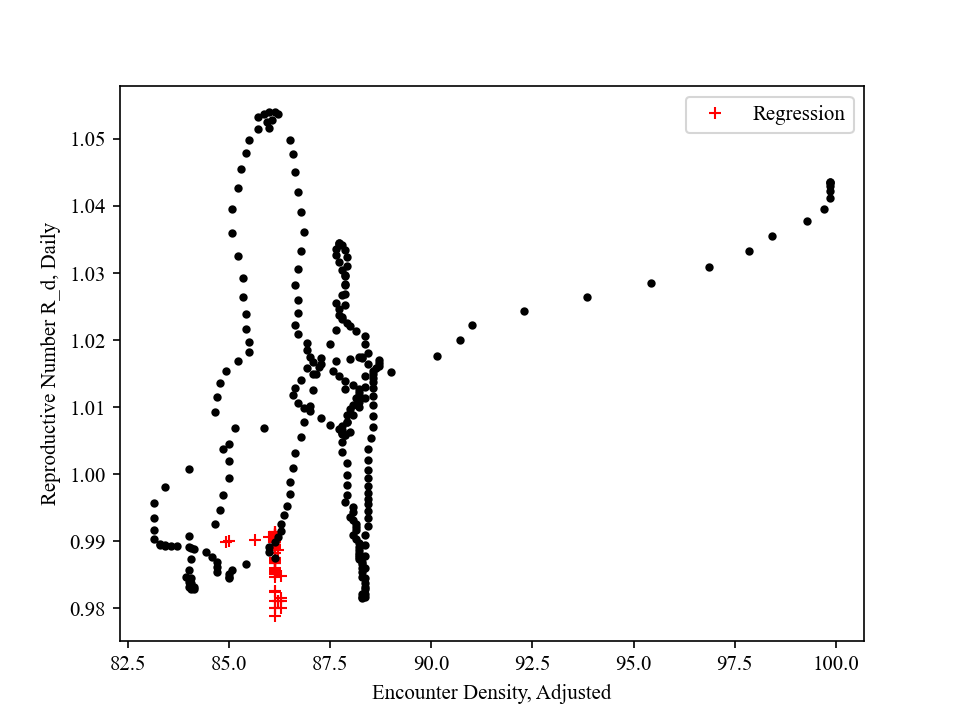 Regression
1.05
1.04
1.03
1.02
1.01
1.00
0.99
0.98
Reproductive Number R_d, Daily
82.5 85.0 87.5 90.0 92.5 95.0 97.5 100.0
Encounter Density, Adjusted